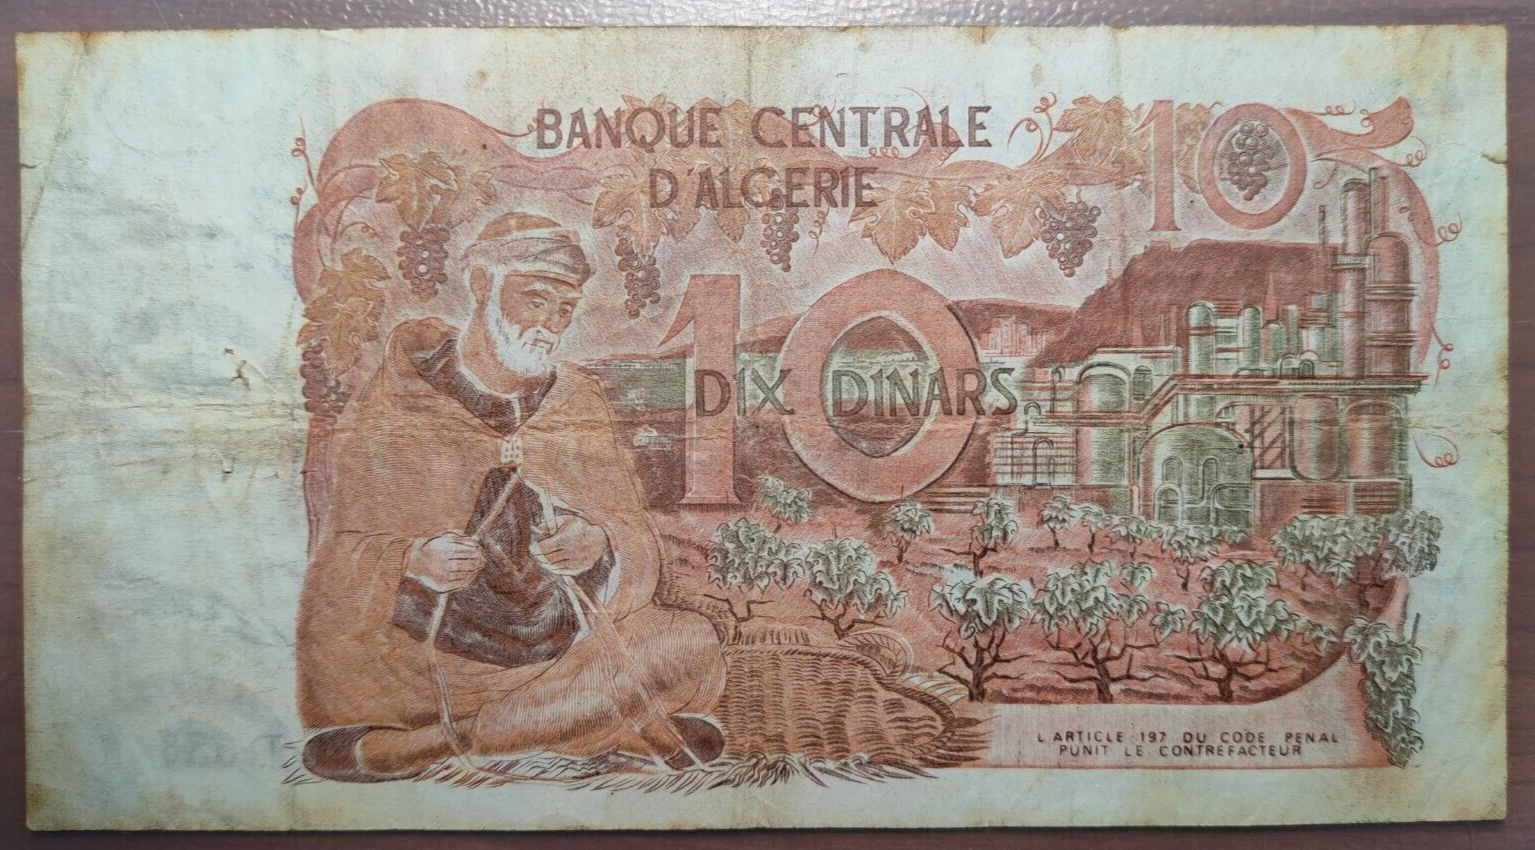 BANQUE CENTRALE
D'ALGERIE
10
10
DIX DINARS
L'ARTICLE 197 DU CODE PENAL
PUNIT LE CONTREFACTEUR